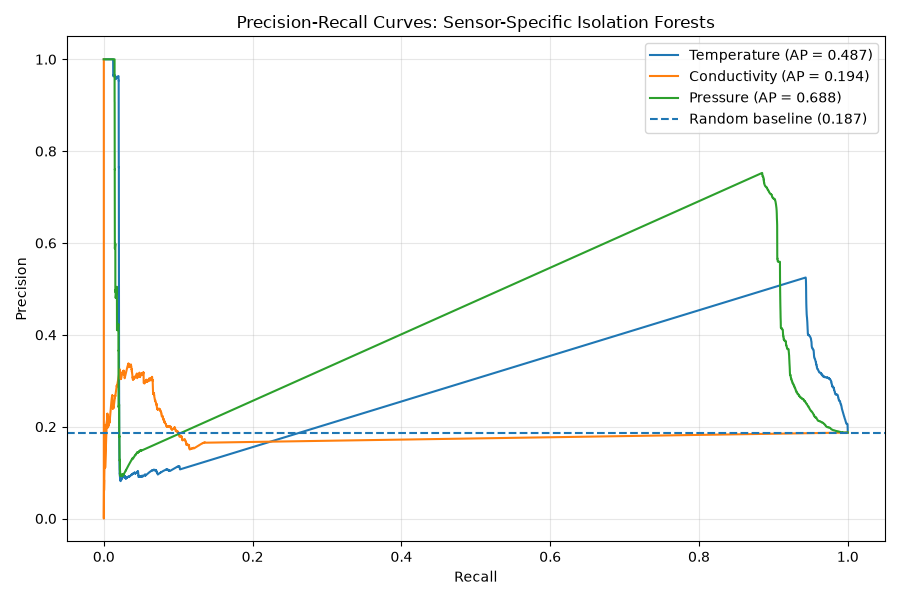 Precision-Recall Curves: Sensor-Specific Isolation Forests
Temperature (AP = 0.487)
Conductivity (AP = 0.194)
Pressure (AP = 0.688)
Random baseline (0.187)
Precision
1.0
0.8
0.6
0.4
0.2
0.0
0.0 0.2 0.4 0.6 0.8 1.0
Recall